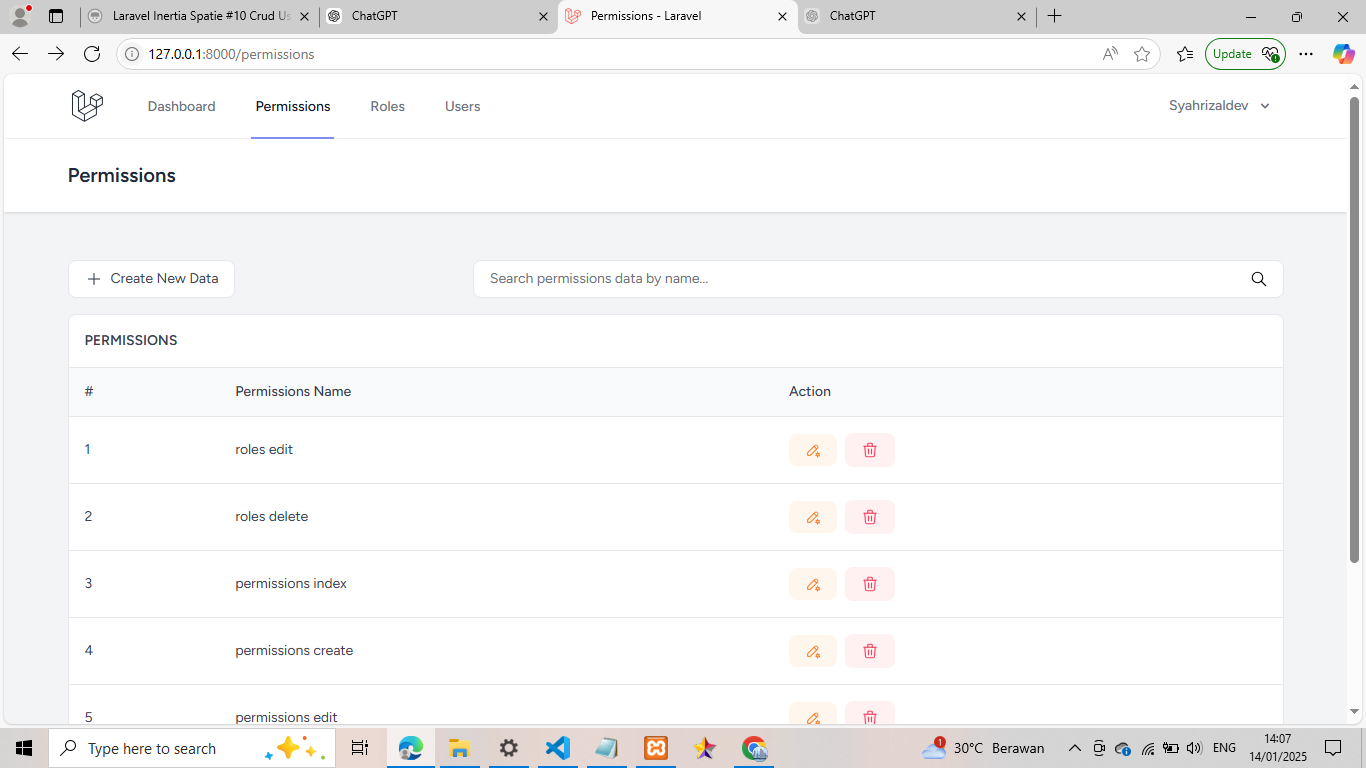 Laravel Inertia Spatie #10 Crud Us
ChatGPT
Permissions - Laravel
ChatGPT
127.0.0.1:8000/permissions
Update
Dashboard Permissions Roles Users
Syahrizaldev
Permissions
Create New Data
Search permissions data by name...
PERMISSIONS
# Permissions Name Action
1 roles edit
2 roles delete
3 permissions index
4 permissions create
5 permissions edit
Type here to search
1
30°C Berawan
ENG
14:07
14/01/2025